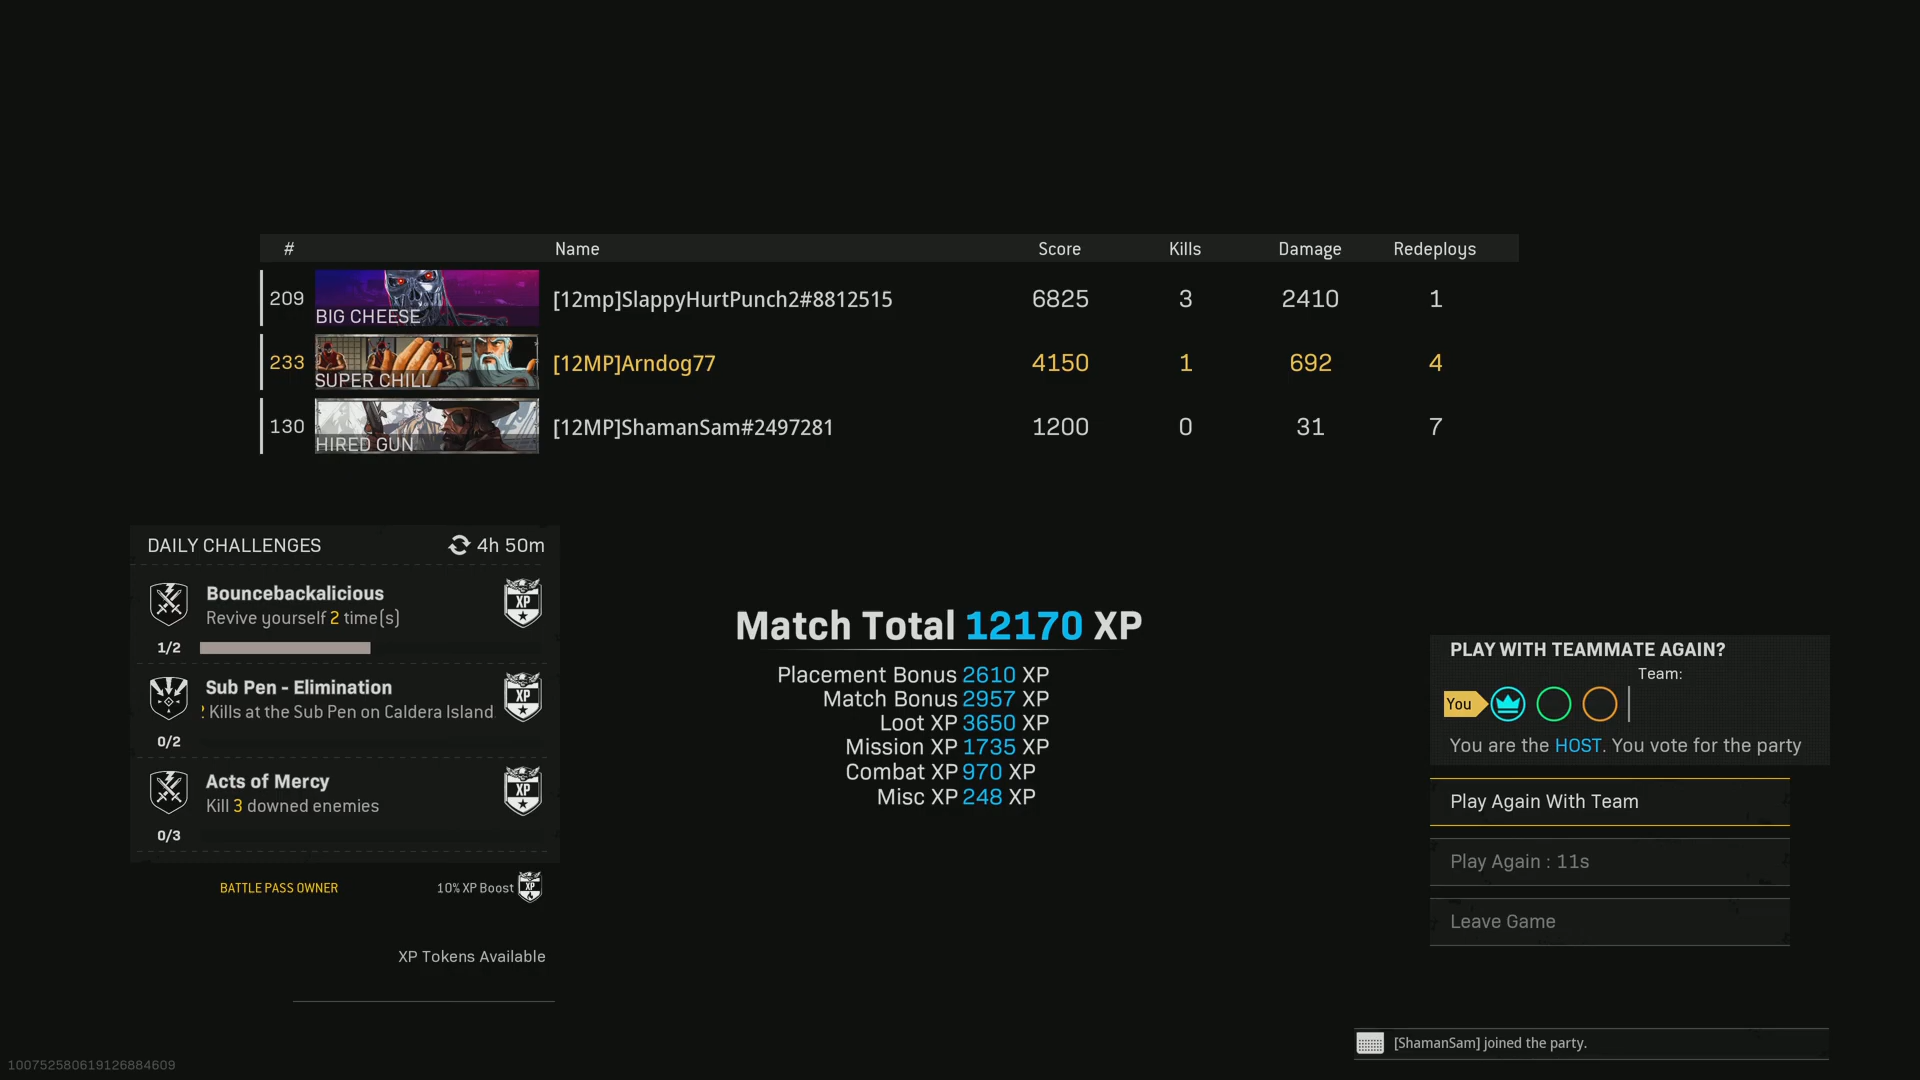 # Name Score Kills Damage Redeploys
209 BIG CHEESE [12mp]SlappyHurtPunch2#8812515 6825 3 2410 1
233 SUPER CHILL [12MP]Arndog77 4150 1 692 4
130 HIRED GUN [12MP]ShamanSam#2497281 1200 0 31 7
DAILY CHALLENGES 4h 50m
Bouncebackalicious
Revive yourself 2 time(s)
XP
1/2
Sub Pen - Elimination
2 Kills at the Sub Pen on Caldera Island.
XP
0/2
Acts of Mercy
Kill 3 downed enemies
XP
0/3
BATTLE PASS OWNER 10% XP Boost XP
XP Tokens Available
Match Total 12170 XP
Placement Bonus 2610 XP
Match Bonus 2957 XP
Loot XP 3650 XP
Mission XP 1735 XP
Combat XP 970 XP
Misc XP 248 XP
PLAY WITH TEAMMATE AGAIN?
Team:
You
You are the HOST. You vote for the party
Play Again With Team
Play Again : 11s
Leave Game
[ShamanSam] joined the party.
100752580619126884609